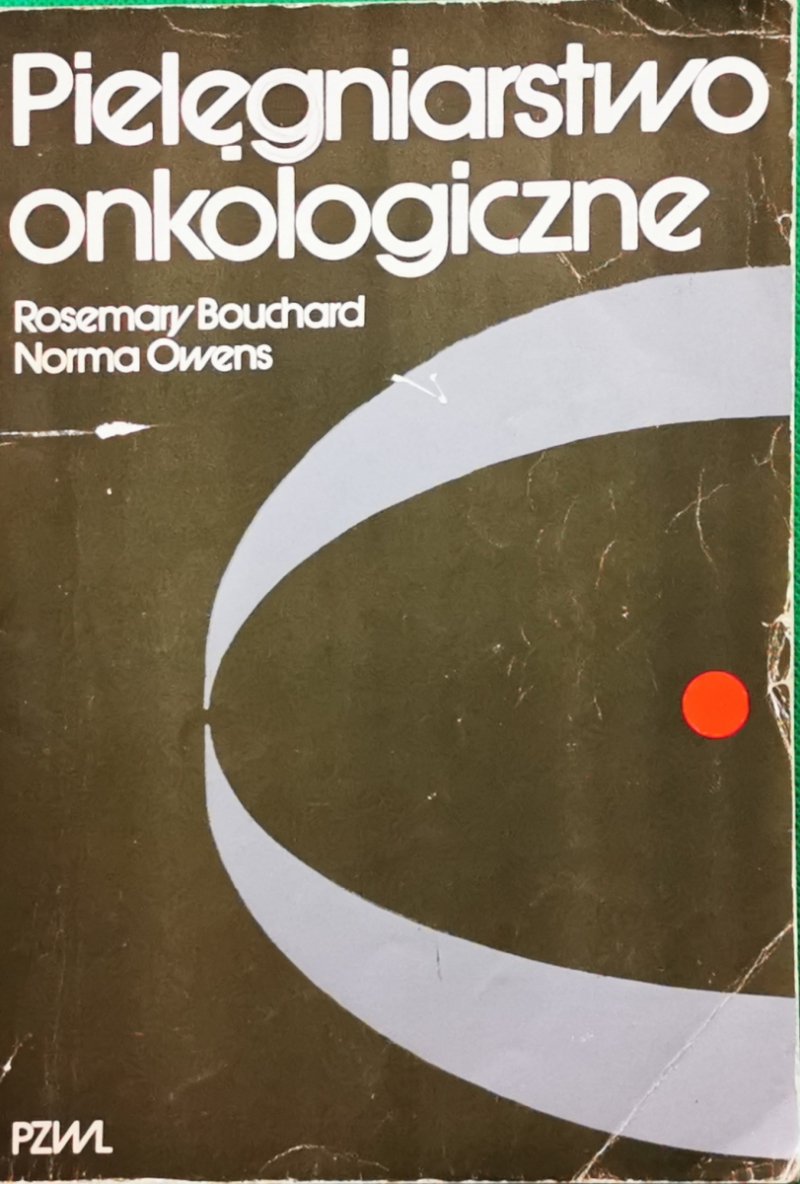 Pielęgniarstwo
onkologiczne
Rosemary Bouchard
Norma Owens
PZWL